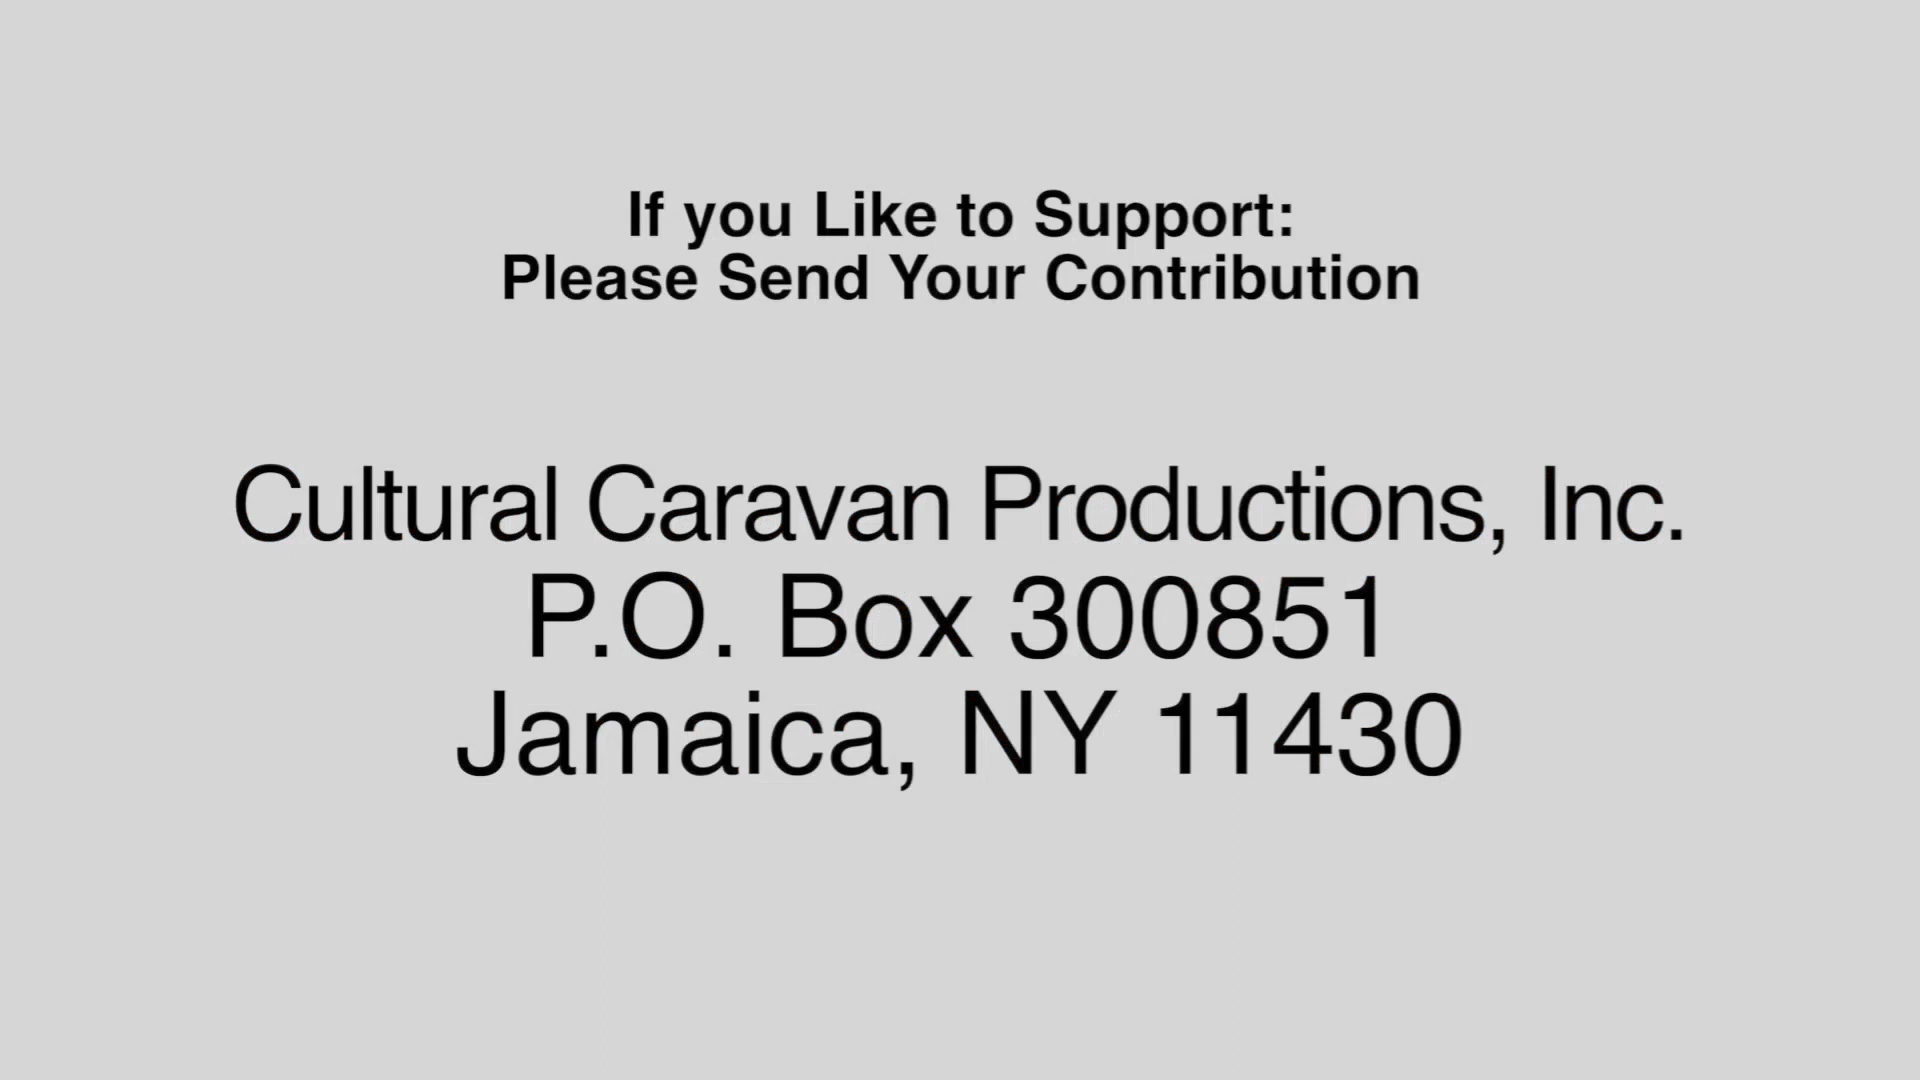 If you Like to Support:
Please Send Your Contribution
Cultural Caravan Productions, Inc.
P.O. Box 300851
Jamaica, NY 11430